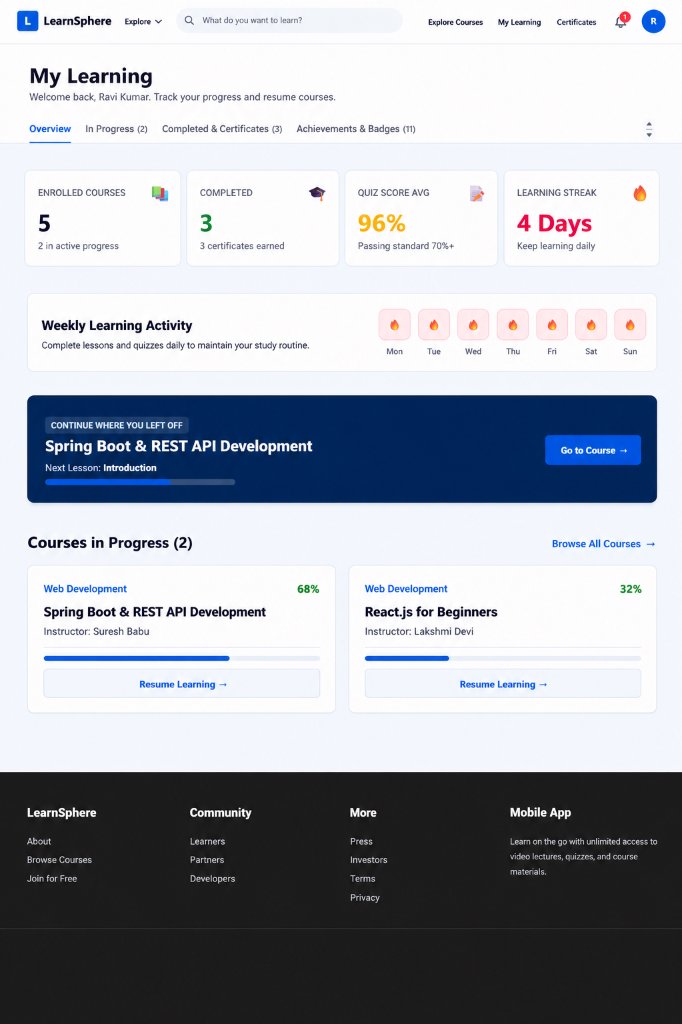 L LearnSphere Explore What do you want to learn? Explore Courses My Learning Certificates 1 R
My Learning
Welcome back, Ravi Kumar. Track your progress and resume courses.
Overview In Progress (2) Completed & Certificates (3) Achievements & Badges (11)
ENROLLED COURSES
5
2 in active progress
COMPLETED
3
3 certificates earned
QUIZ SCORE AVG
96%
Passing standard 70%+
LEARNING STREAK
4 Days
Keep learning daily
Weekly Learning Activity
Complete lessons and quizzes daily to maintain your study routine.
Mon Tue Wed Thu Fri Sat Sun
CONTINUE WHERE YOU LEFT OFF
Spring Boot & REST API Development
Next Lesson: Introduction
Go to Course →
Courses in Progress (2)
Browse All Courses →
Web Development 68%
Spring Boot & REST API Development
Instructor: Suresh Babu
Resume Learning →
Web Development 32%
React.js for Beginners
Instructor: Lakshmi Devi
Resume Learning →
LearnSphere
About
Browse Courses
Join for Free
Community
Learners
Partners
Developers
More
Press
Investors
Terms
Privacy
Mobile App
Learn on the go with unlimited access to
video lectures, quizzes, and course
materials.